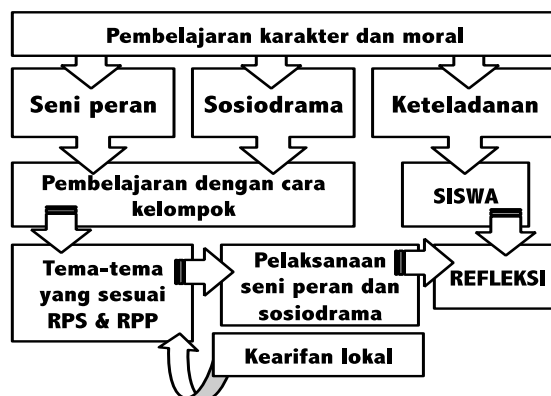 Pembelajaran karakter dan moral
Seni peran
Sosiodrama
Keteladanan
Pembelajaran dengan cara
kelompok
SISWA
Tema-tema
yang sesuai
RPS & RPP
Pelaksanaan
seni peran dan
sosiodrama
REFLEKSI
Kearifan lokal